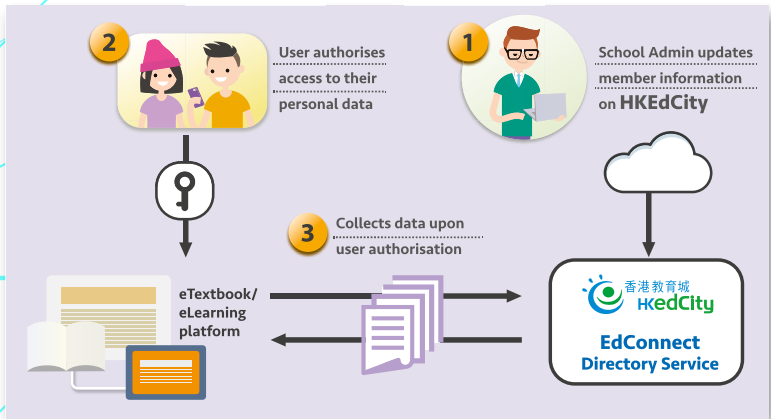 2
User authorises
access to their
personal data
1
School Admin updates
member information
on HKEdCity
3
Collects data upon
user authorisation
eTextbook/
eLearning
platform
香港教育城
HKedCity
EdConnect
Directory Service